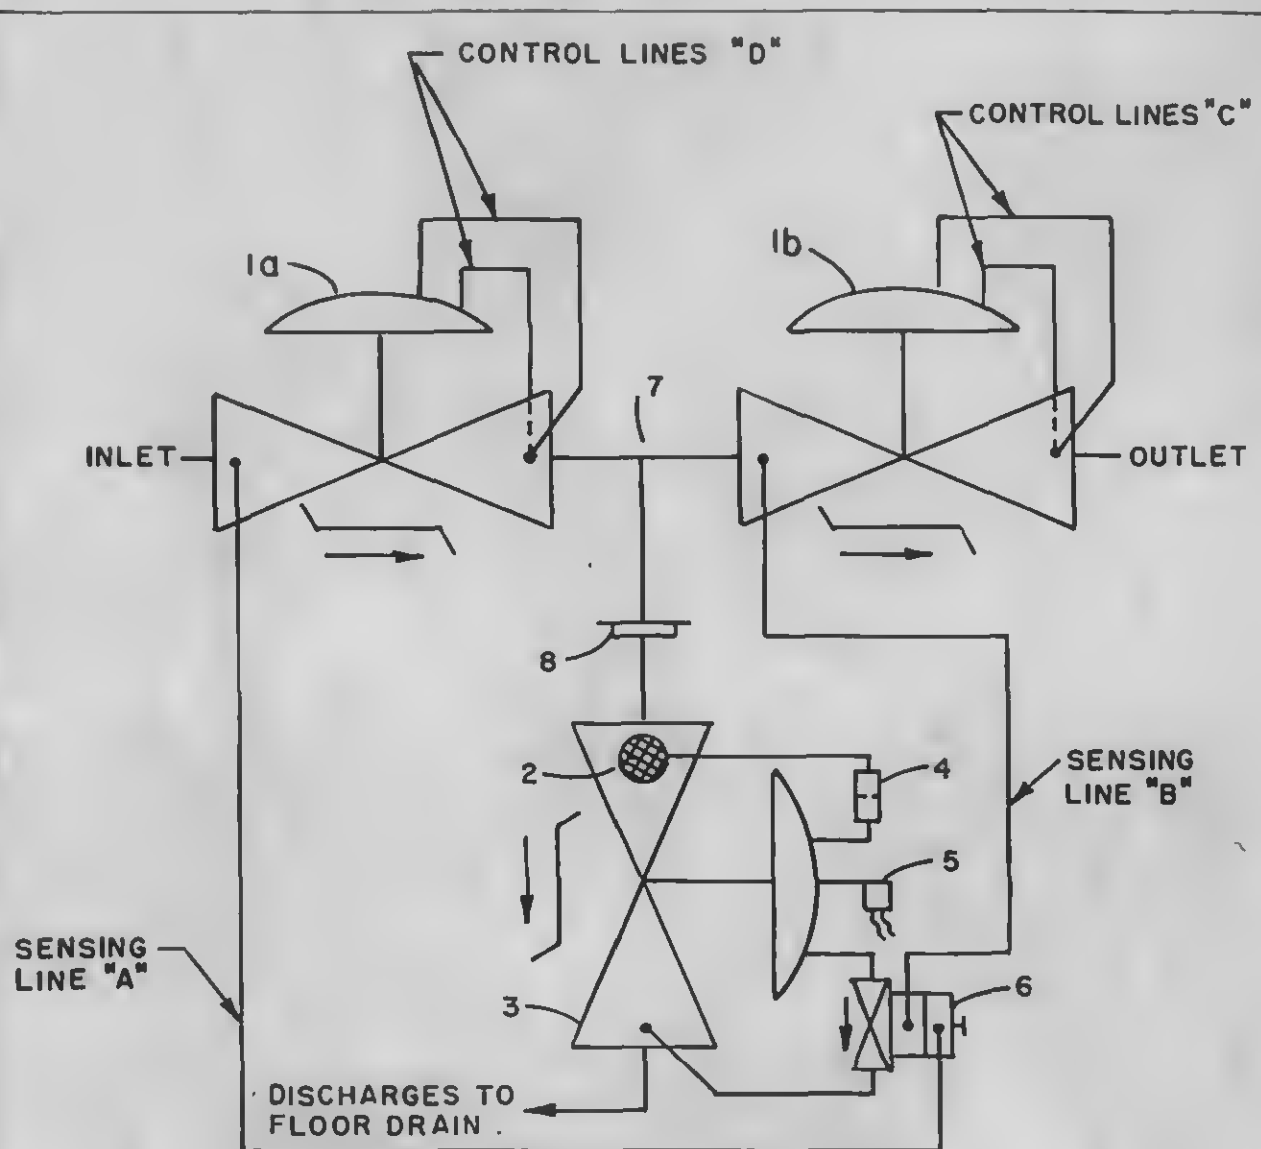 CONTROL LINES "D"
CONTROL LINES "C"
1a
1b
7
INLET
OUTLET
8
2
4
SENSING
LINE "B"
5
SENSING
LINE "A"
3
6
DISCHARGES TO
FLOOR DRAIN.